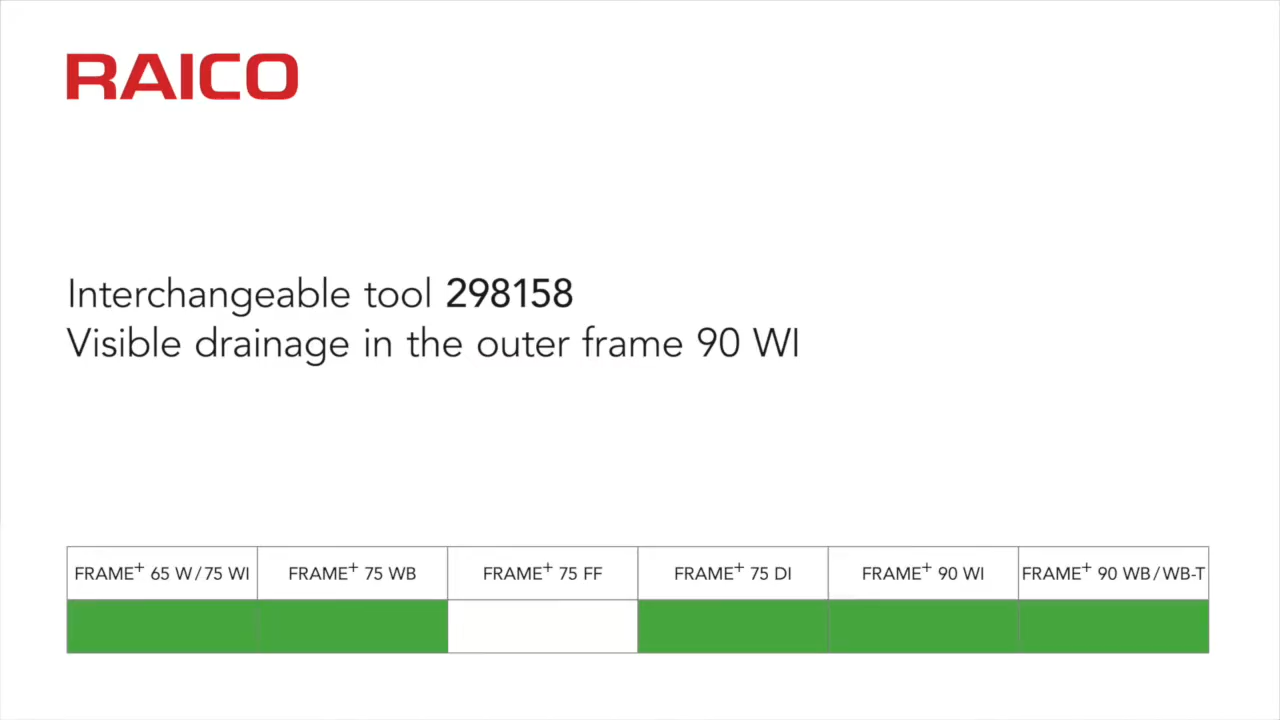 RAICO
Interchangeable tool 298158
Visible drainage in the outer frame 90 WI
FRAME+ 65 W/75 WI
FRAME+ 75 WB
FRAME+ 75 FF
FRAME+ 75 DI
FRAME+ 90 WI
FRAME+ 90 WB/WB-T